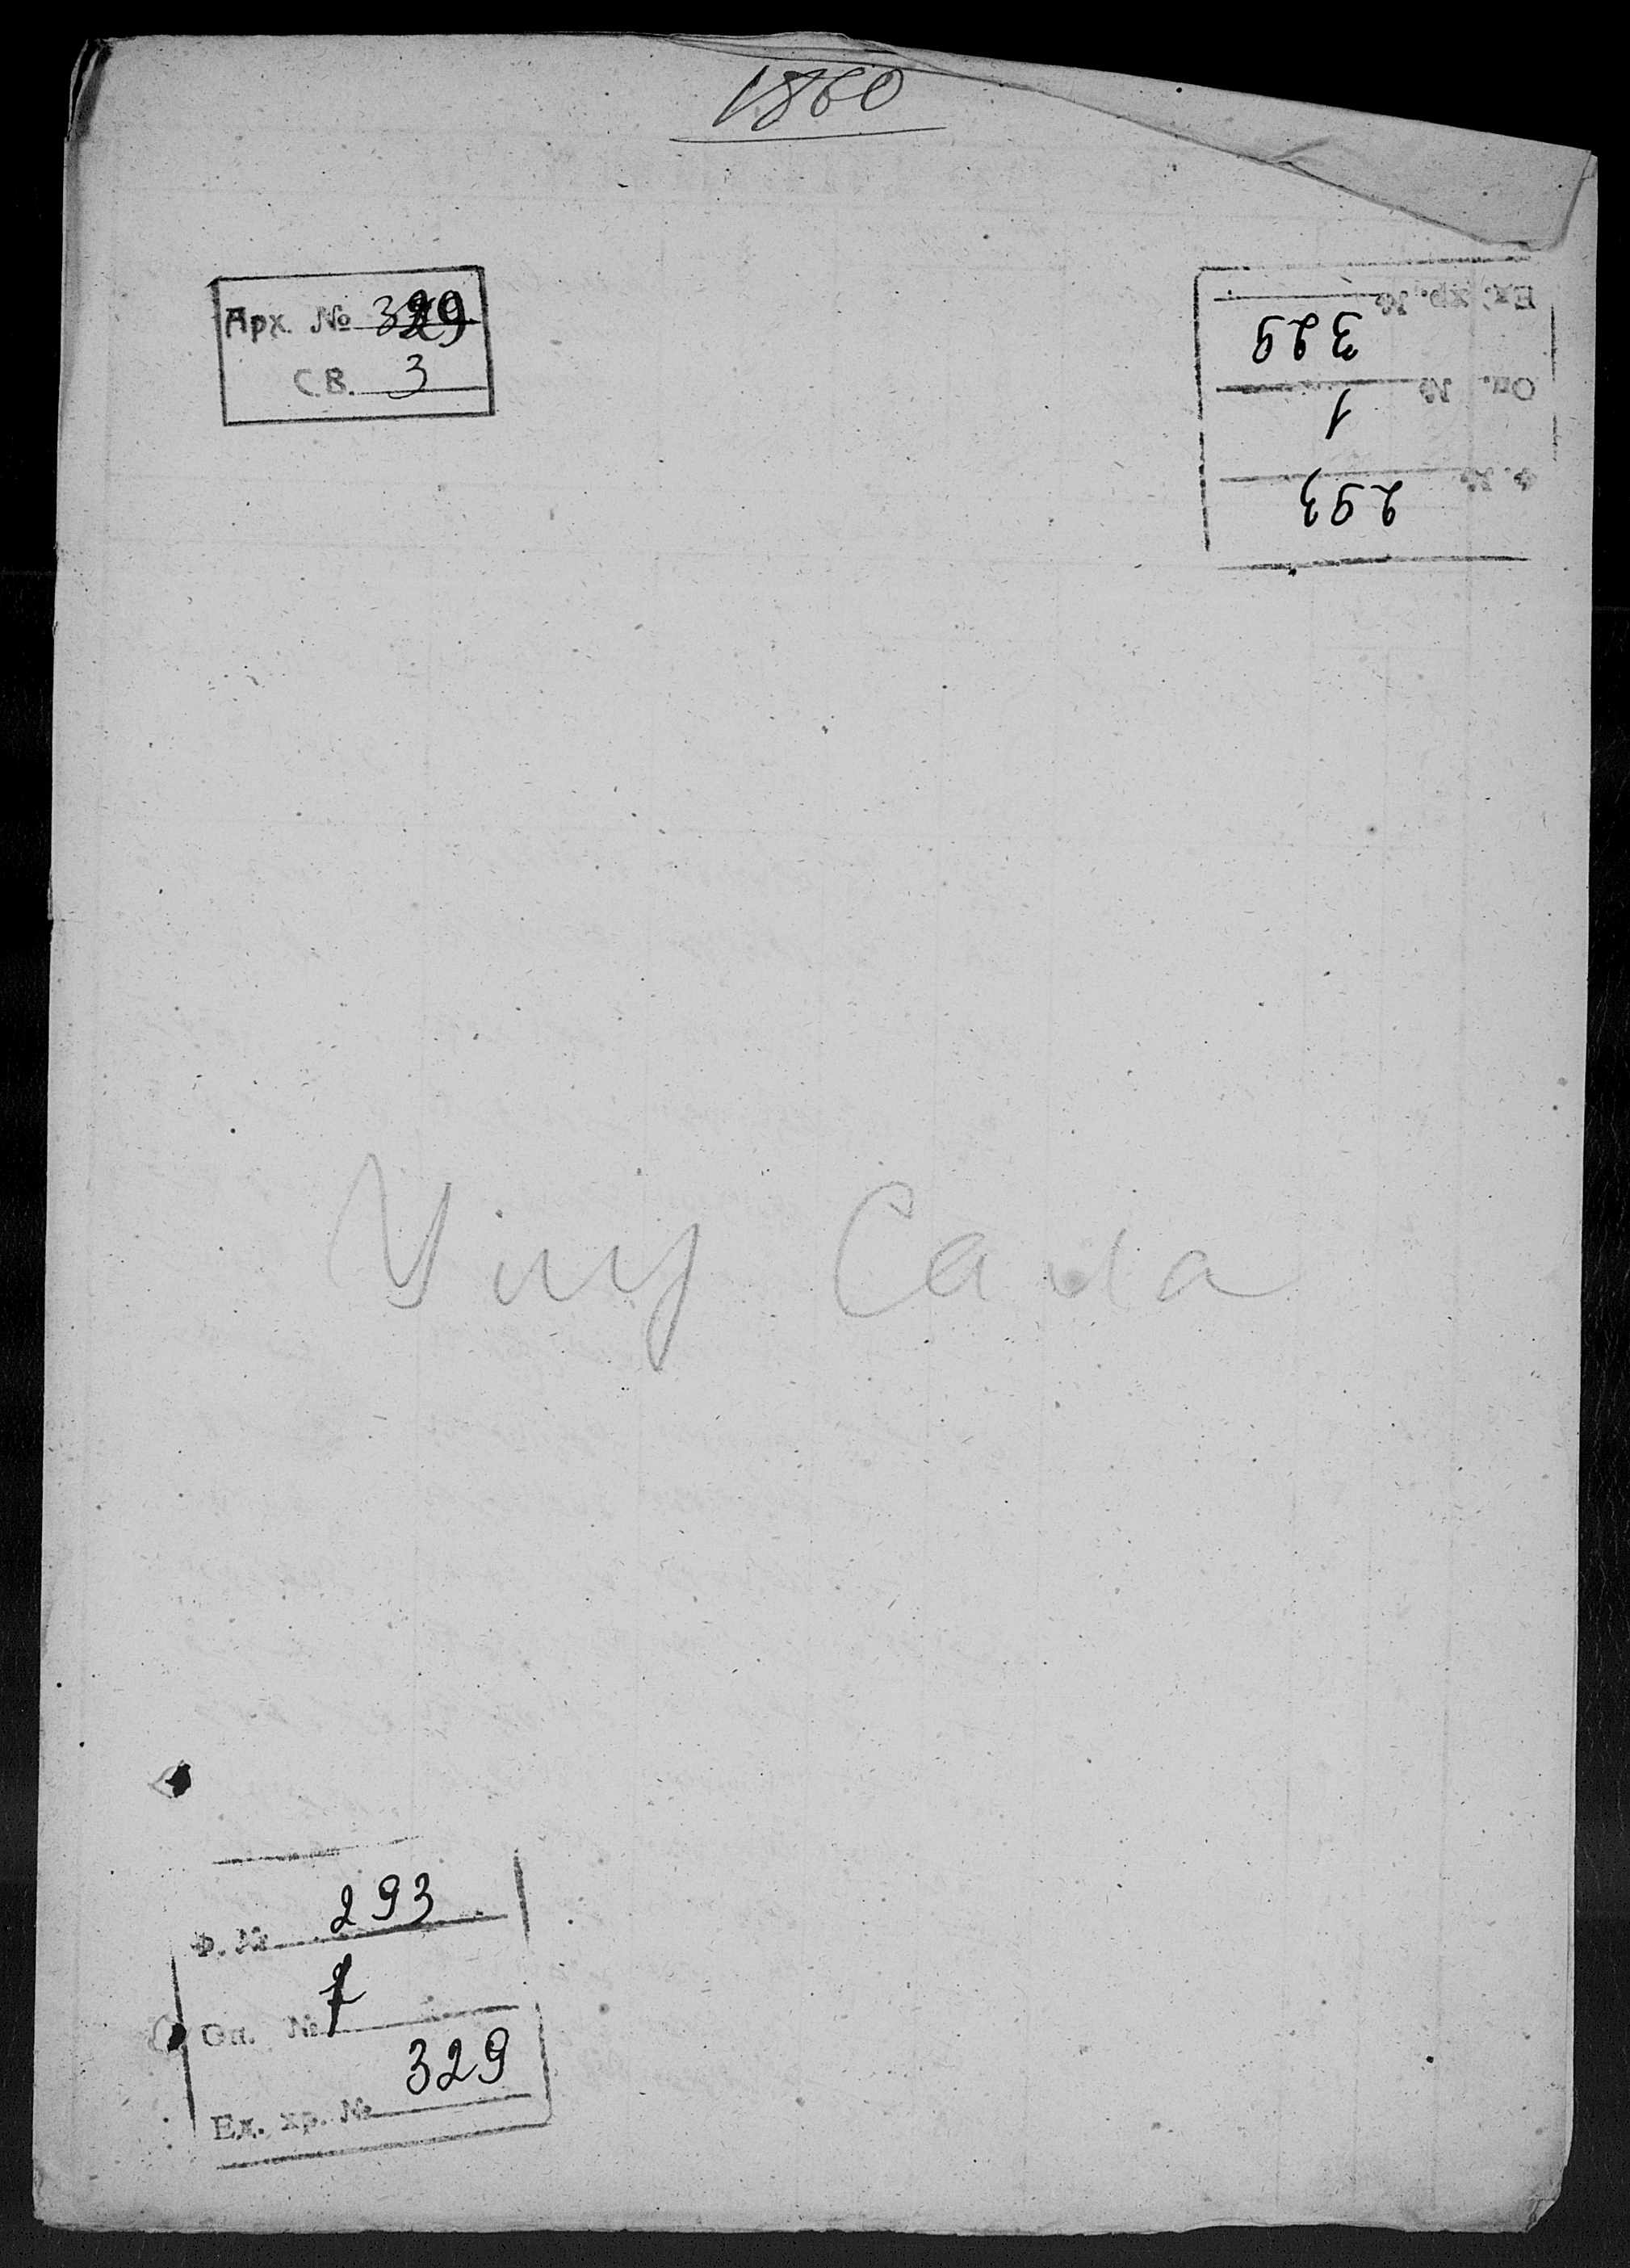 1860
Арх. № 329
СВ. 3
Ф. № 293
Оп. № 1
Ед. хр. № 329
Ф. № 293
Оп. № 1
Ед. хр. № 329